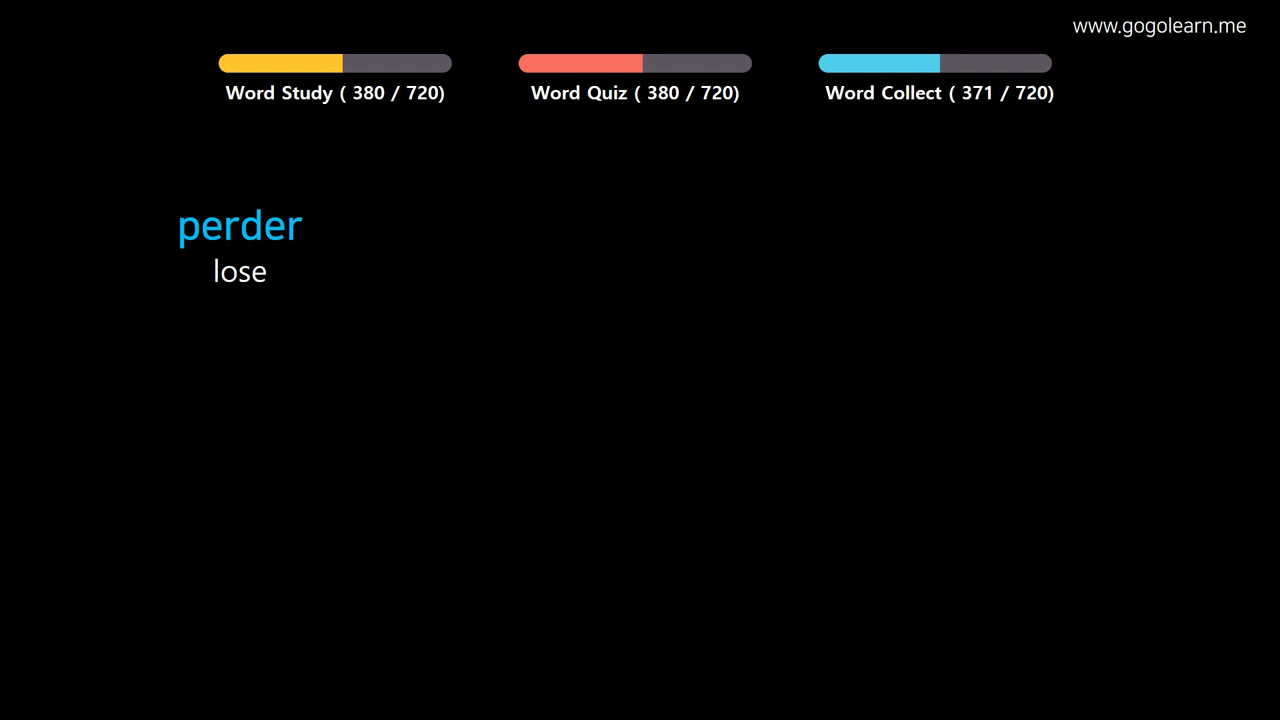 www.gogolearn.me
Word Study ( 380 / 720)
Word Quiz ( 380 / 720)
Word Collect ( 371 / 720)
perder
lose